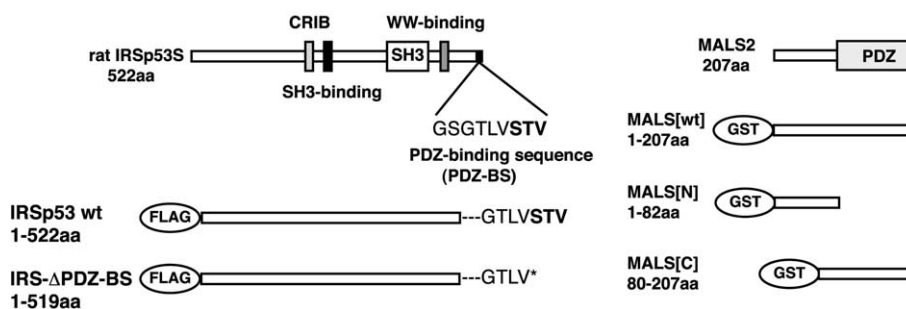 CRIB
WW-binding
rat IRSp53S
522aa
SH3
SH3-binding
GSGTLVSTV
PDZ-binding sequence
(PDZ-BS)
IRSp53 wt
1-522aa
FLAG
---GTLVSTV
IRS-ΔPDZ-BS
1-519aa
FLAG
---GTLV*
MALS2
207aa
PDZ
MALS[wt]
1-207aa
GST
MALS[N]
1-82aa
GST
MALS[C]
80-207aa
GST